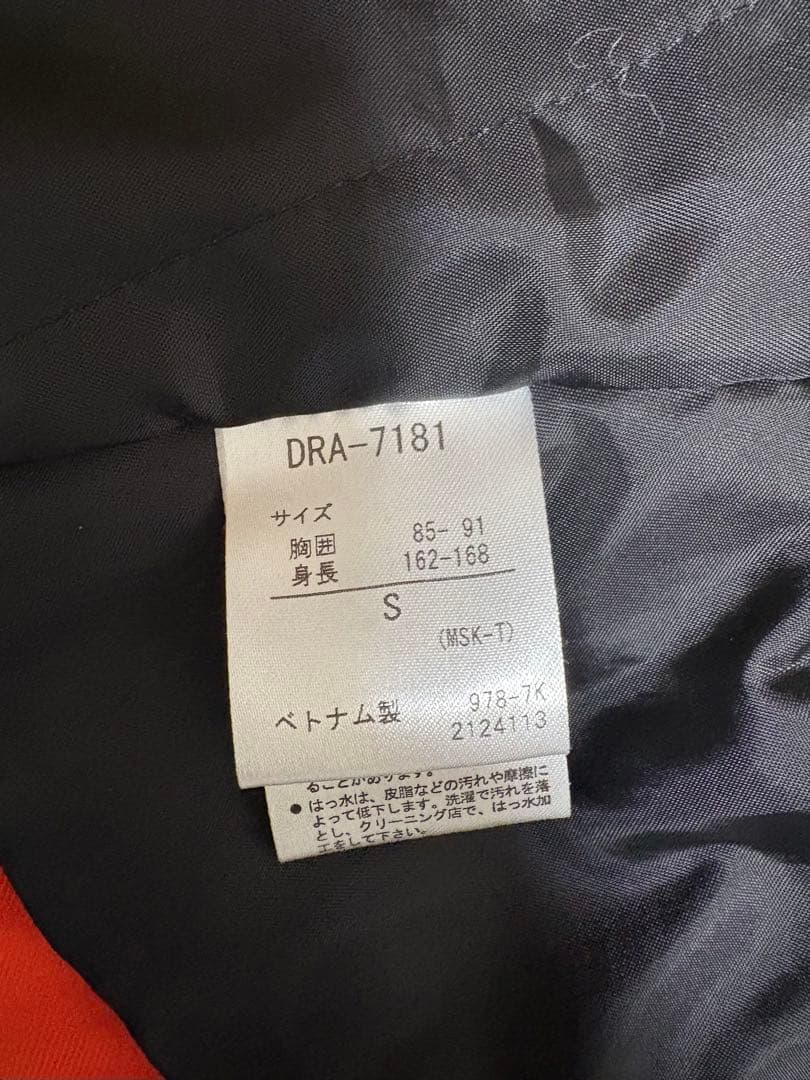 DRA-7181
サイズ
胸囲 85- 91
身長 162-168
S
(MSK-T)
ベトナム製 978-7K
2124113
ることがあります。
● はっ水は、皮脂などの汚れや摩擦に
よって低下します。洗濯で汚れを落
とし、クリーニング店で、はっ水加
工をして下さい。